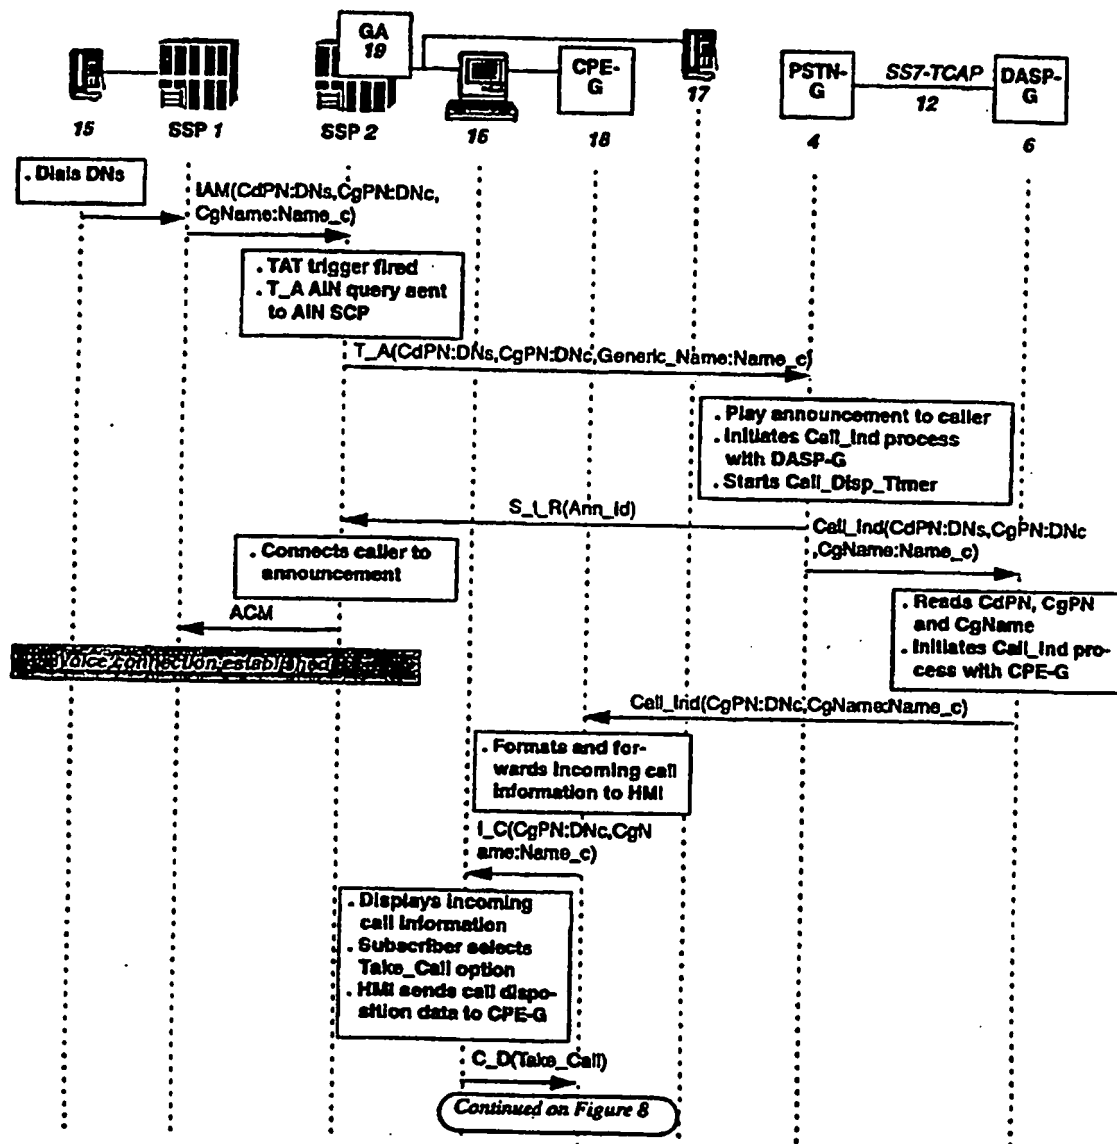 GA
19
CPE-
G
PSTN-
G
SS7-TCAP
DASP-
G
15
SSP 1
SSP 2
16
18
17
4
12
6
. Dials DNs
IAM(CdPN:DNs,CgPN:DNc,
CgName:Name_c)
. TAT trigger fired
. T_A AIN query sent
to AIN SCP
T_A(CdPN:DNs,CgPN:DNc,Generic_Name:Name_c)
. Play announcement to caller
. Initiates Call_Ind process
with DASP-G
. Starts Call_Disp_Timer
S_t_R(Ann_id)
Call_Ind(CdPN:DNs,CgPN:DNc
,CgName:Name_c)
. Connects caller to
announcement
ACM
. Reads CdPN, CgPN
and CgName
. Initiates Call_Ind pro-
cess with CPE-G
Voice connection established
Call_Ind(CgPN:DNc,CgName:Name_c)
. Formats and for-
wards incoming call
information to HMI
I_C(CgPN:DNc,CgN
ame:Name_c)
. Displays incoming
call information
. Subscriber selects
Take_Call option
. HMI sends call dispo-
sition data to CPE-G
C_D(Take_Call)
Continued on Figure 8